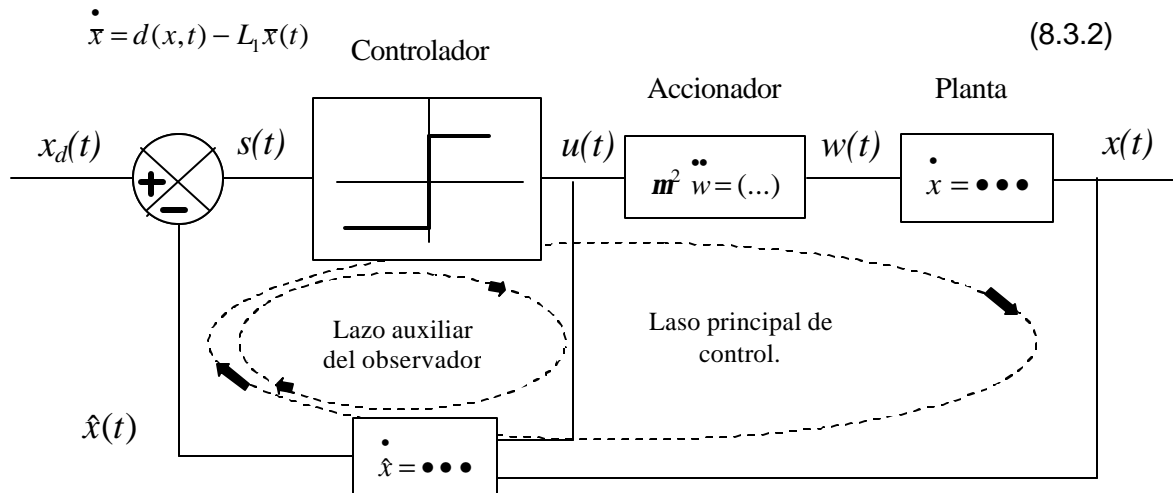 ẋ̄ = d(x,t) − L₁x̄(t)
(8.3.2)
Controlador
Accionador
Planta
x_d(t)
s(t)
u(t)
w(t)
x(t)
+
−
m² ẅ = (...)
ẋ = •••
Lazo auxiliar
del observador
Laso principal de
control.
x̂(t)
x̂̇ = •••